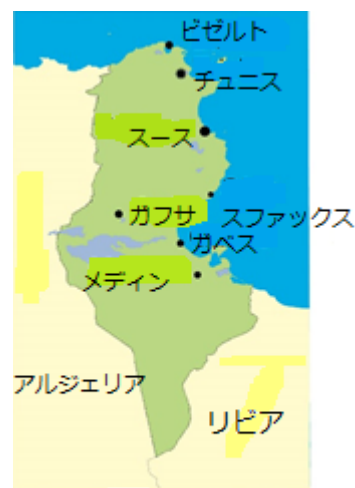 ビゼルト
チュニス
スース
ガフサ
スファックス
ガベス
メディン
アルジェリア
リビア